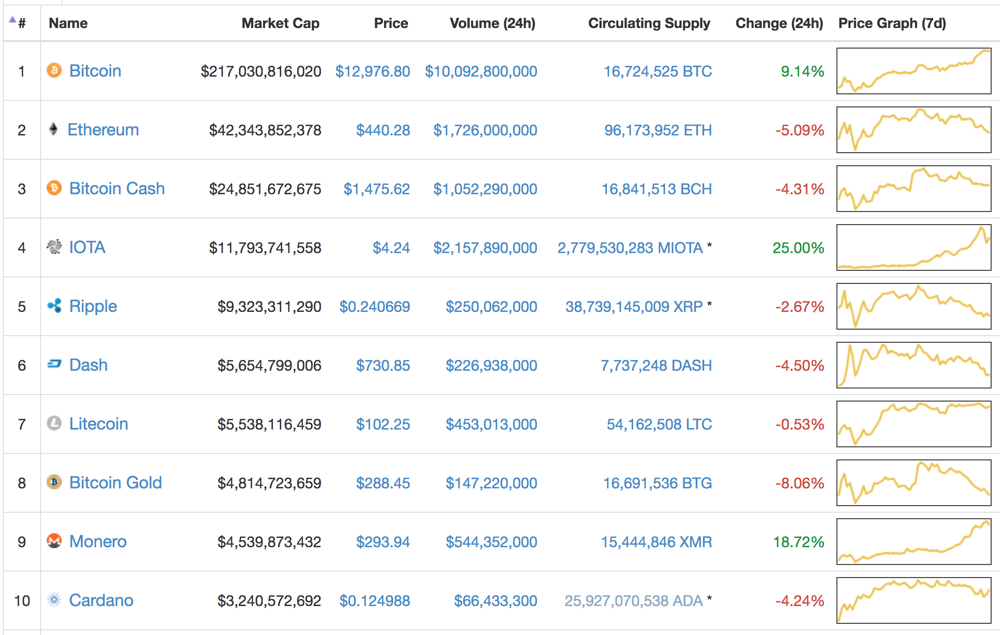 # Name Market Cap Price Volume (24h) Circulating Supply Change (24h) Price Graph (7d)
1 Bitcoin $217,030,816,020 $12,976.80 $10,092,800,000 16,724,525 BTC 9.14%
2 Ethereum $42,343,852,378 $440.28 $1,726,000,000 96,173,952 ETH -5.09%
3 Bitcoin Cash $24,851,672,675 $1,475.62 $1,052,290,000 16,841,513 BCH -4.31%
4 IOTA $11,793,741,558 $4.24 $2,157,890,000 2,779,530,283 MIOTA * 25.00%
5 Ripple $9,323,311,290 $0.240669 $250,062,000 38,739,145,009 XRP * -2.67%
6 Dash $5,654,799,006 $730.85 $226,938,000 7,737,248 DASH -4.50%
7 Litecoin $5,538,116,459 $102.25 $453,013,000 54,162,508 LTC -0.53%
8 Bitcoin Gold $4,814,723,659 $288.45 $147,220,000 16,691,536 BTG -8.06%
9 Monero $4,539,873,432 $293.94 $544,352,000 15,444,846 XMR 18.72%
10 Cardano $3,240,572,692 $0.124988 $66,433,300 25,927,070,538 ADA * -4.24%